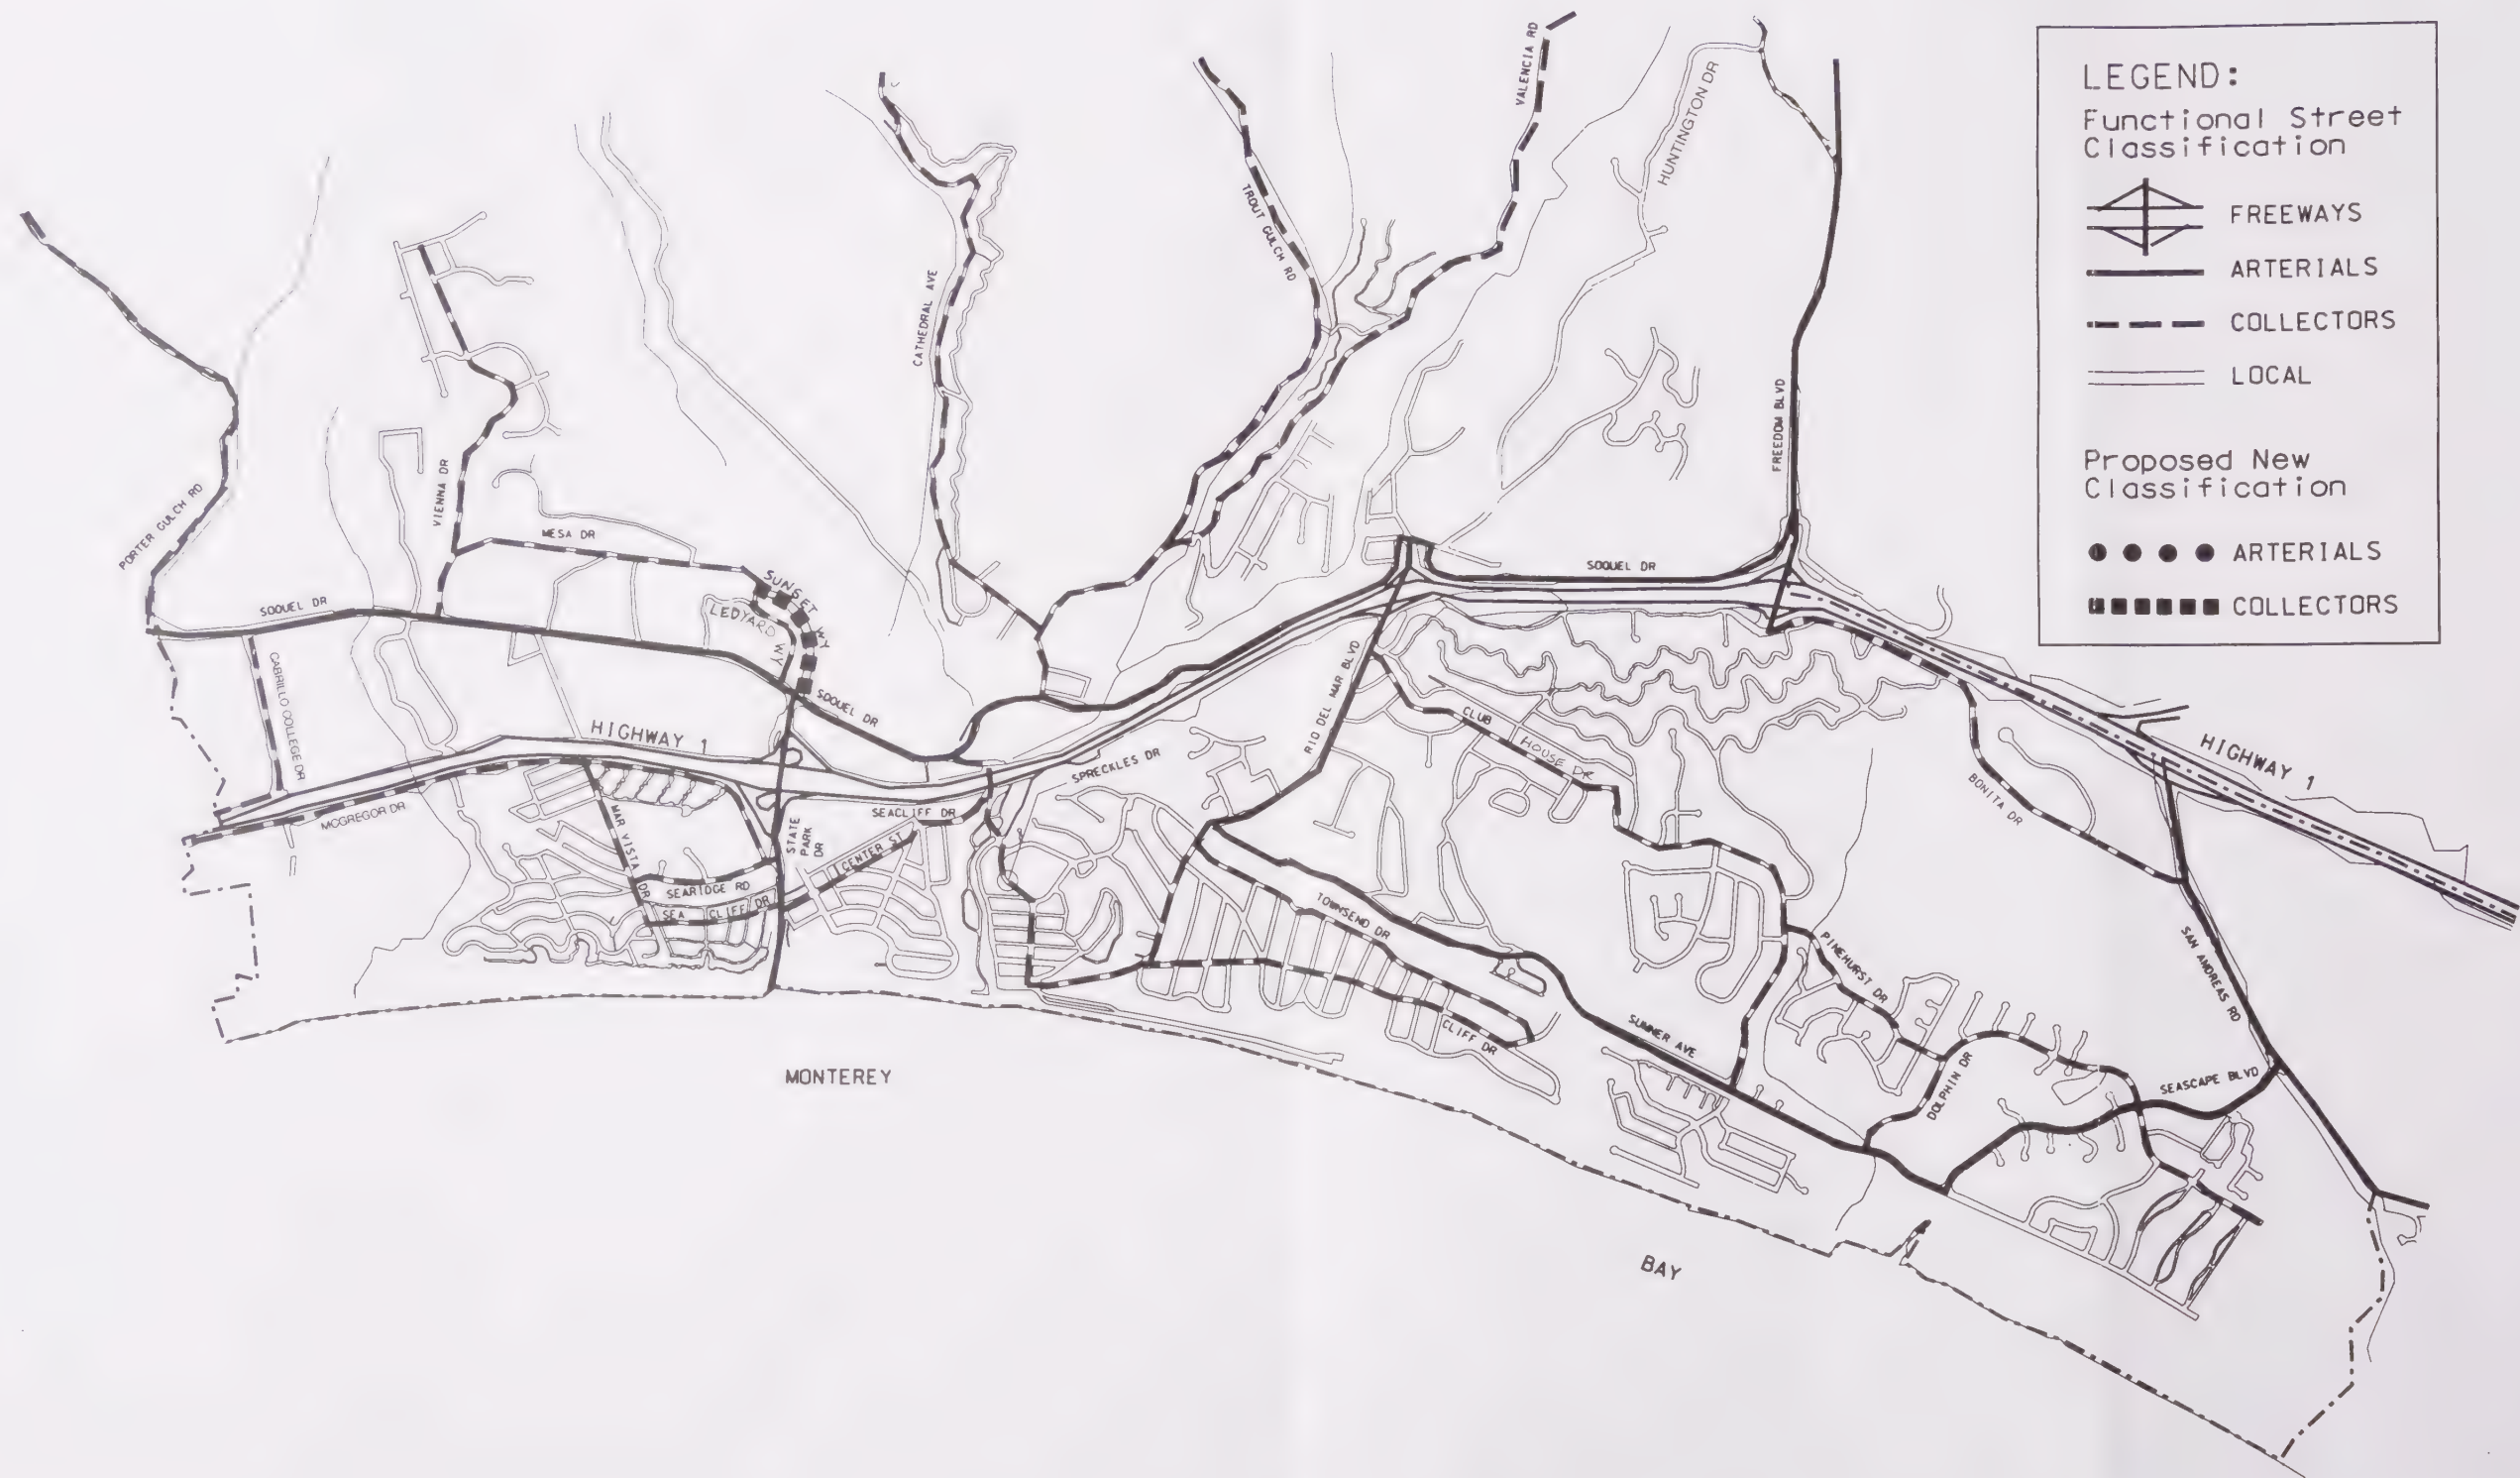 LEGEND:
Functional Street
Classification
FREEWAYS
ARTERIALS
COLLECTORS
LOCAL
Proposed New
Classification
ARTERIALS
COLLECTORS
VALENCIA RD
HUNTINGTON DR
TROUT GULCH RD
CATHEDRAL AVE
FREEDOM BLVD
VIENNA DR
PORTER GULCH RD
MESA DR
SUNSET WY
LEDYARD WY
SOQUEL DR
SOQUEL DR
SOQUEL DR
CABRILLO COLLEGE DR
HIGHWAY 1
MCGREGOR DR
MAR VISTA DR
STATE
PARK
DR
SEACLIFF DR
CENTER ST
SEARIDGE RD
SEA CLIFF DR
SPRECKLES DR
RIO DEL MAR BLVD
CLUB HOUSE DR
HIGHWAY 1
BONITA DR
TOWNSEND DR
CLIFF DR
PINEHURST DR
SUMNER AVE
DOLPHIN DR
SAN ANDREAS RD
SEASCAPE BLVD
MONTEREY
BAY